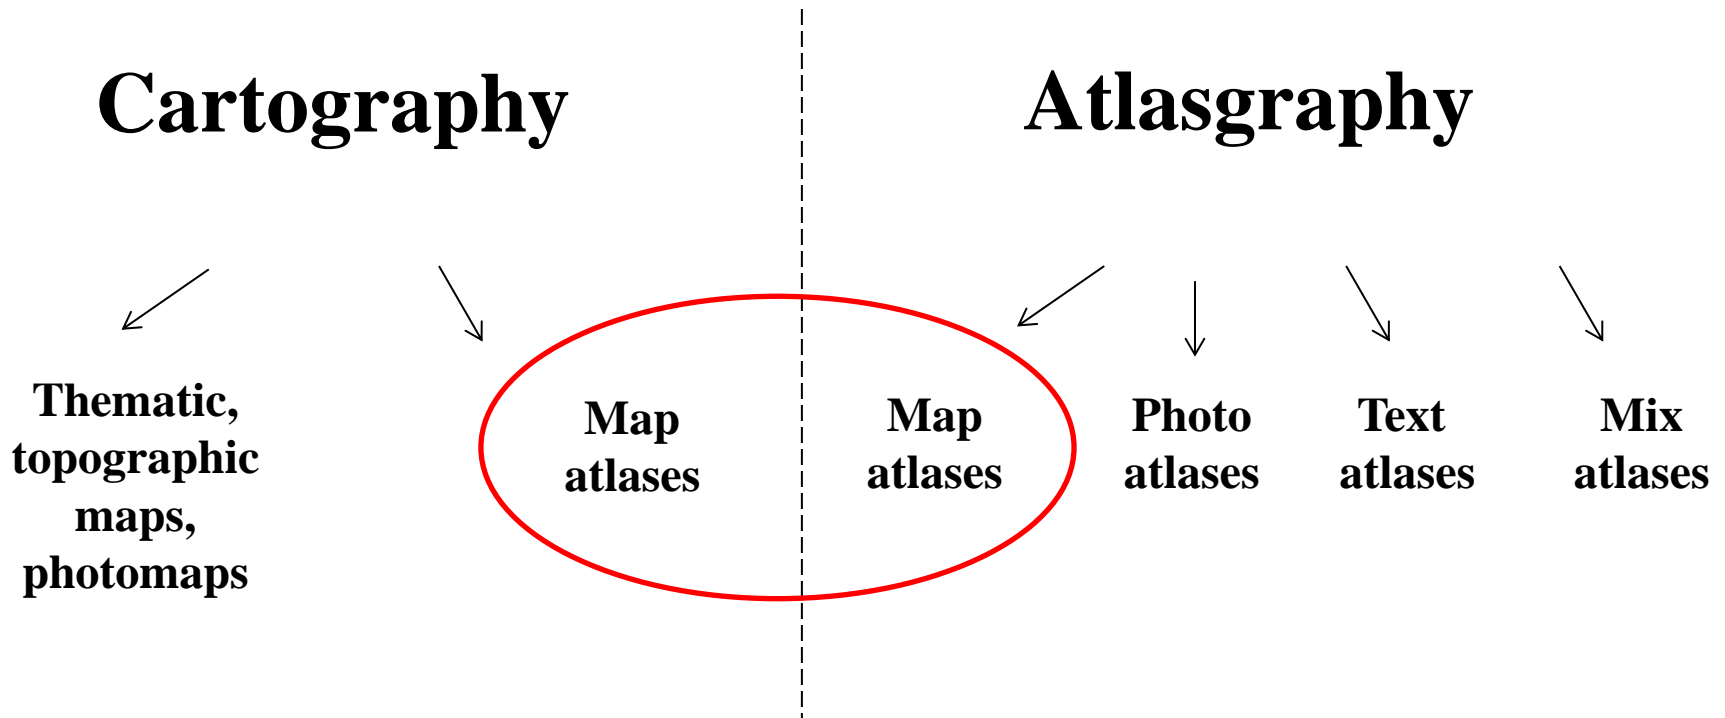 Cartography
Atlasgraphy
Thematic,
topographic
maps,
photomaps
Map
atlases
Map
atlases
Photo
atlases
Text
atlases
Mix
atlases